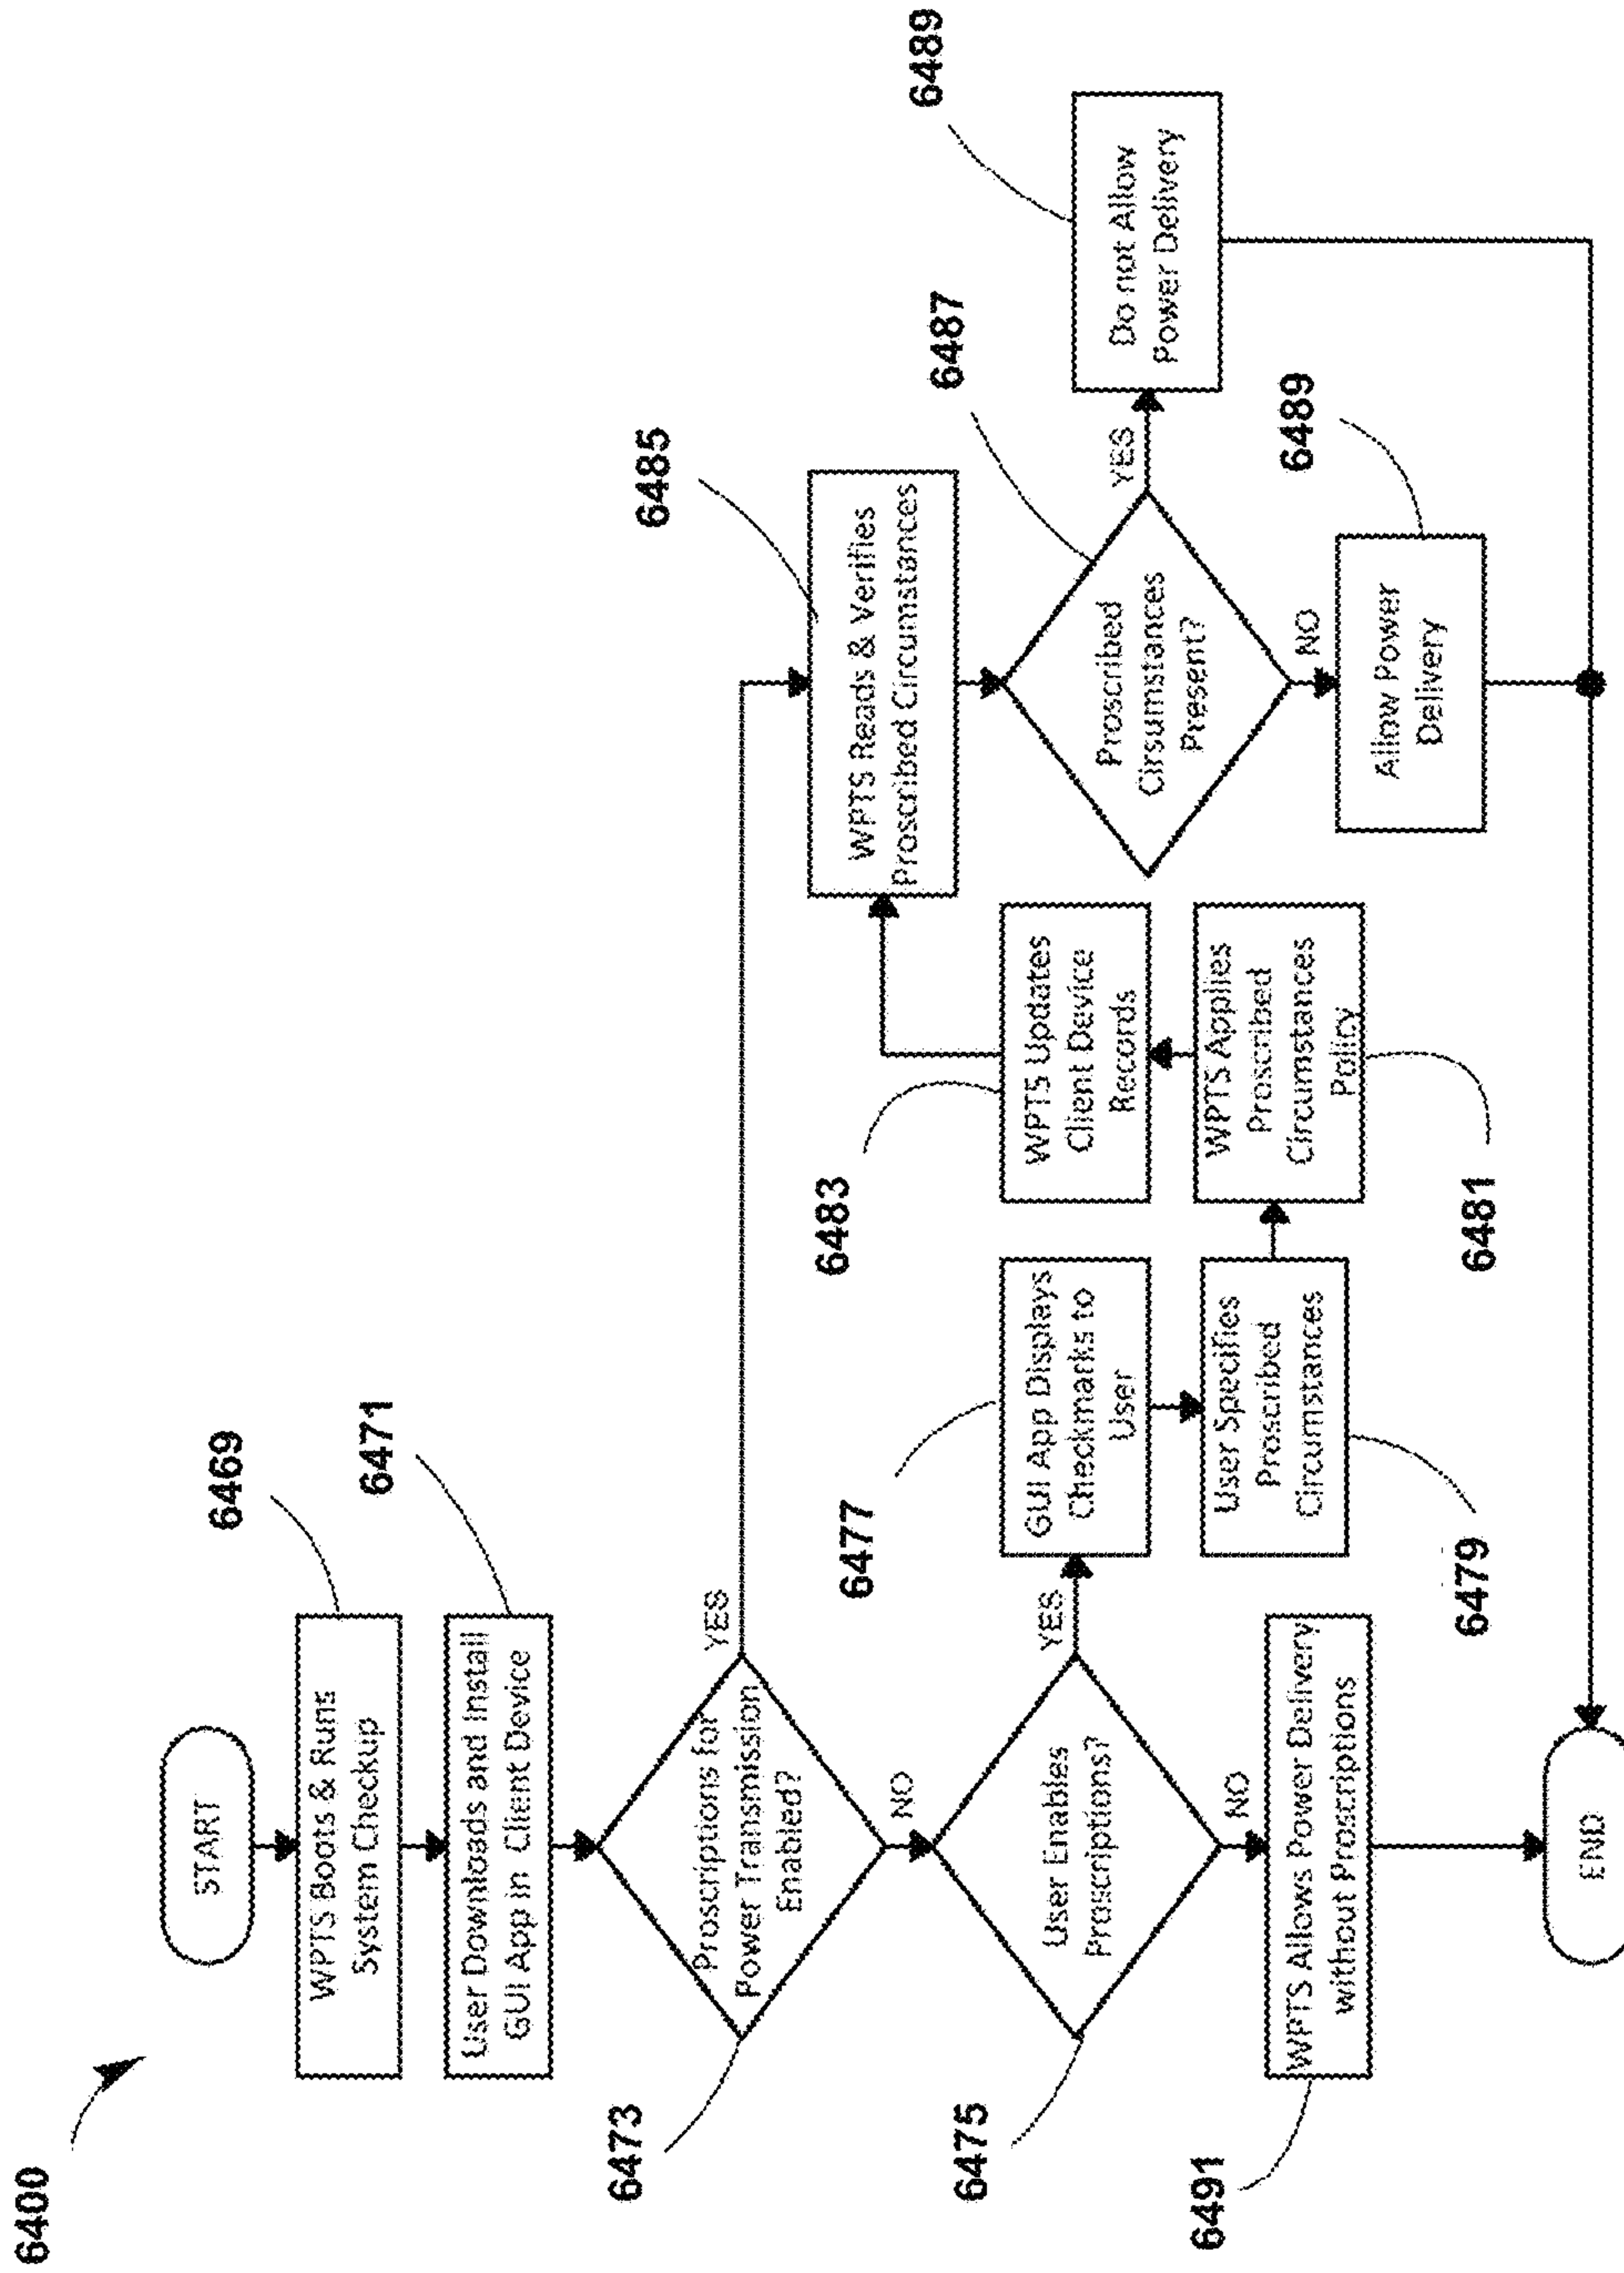 6400
START
WPTS Boots & Runs
System Checkup
6469
User Downloads and Install
GUI App in Client Device
6471
Proscriptions for
Power Transmission
Enabled?
6473
YES
NO
User Enables
Proscriptions?
6475
YES
NO
WPTS Allows Power Delivery
without Proscriptions
6491
GUI App Displays
Checkmarks to
User
6477
User Specifies
Proscribed
Circumstances
6479
WPTS Applies
Proscribed
Circumstances
Policy
6481
WPTS Updates
Client Device
Records
6483
WPTS Reads & Verifies
Proscribed Circumstances
6485
Proscribed
Cirsumstances
Present?
6487
YES
NO
Do not Allow
Power Delivery
6489
Allow Power
Delivery
6489
END